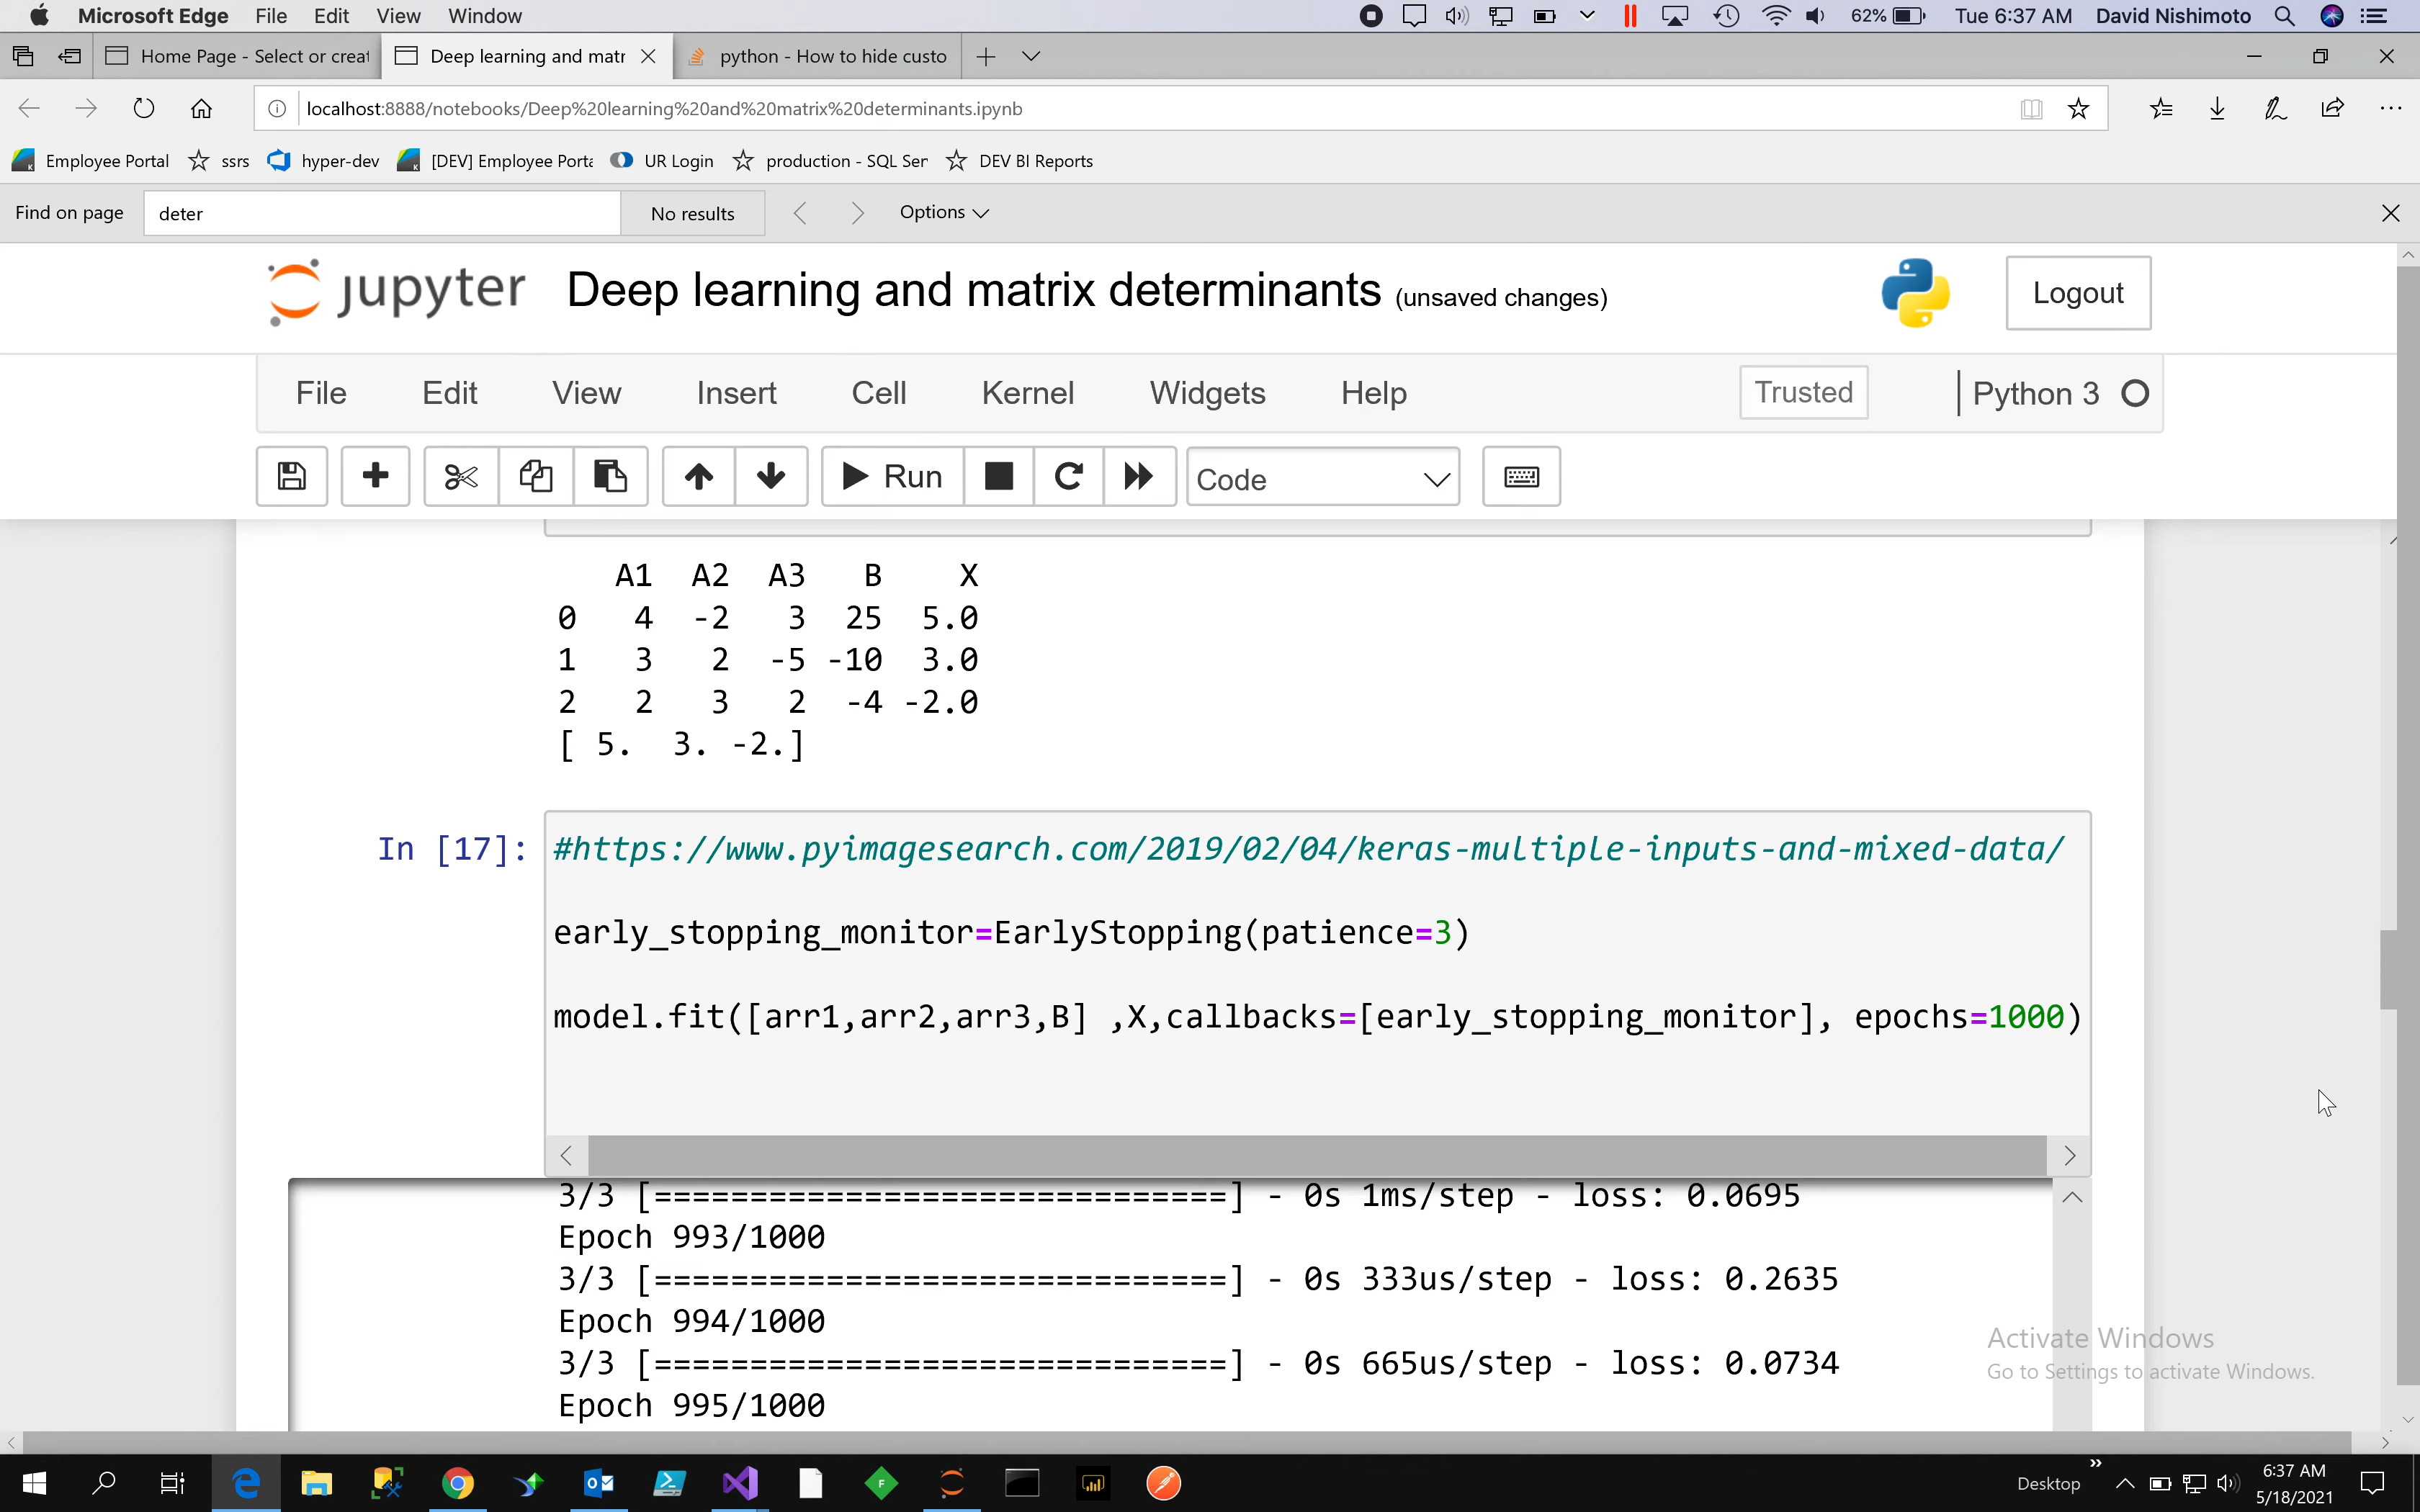 Microsoft Edge File Edit View Window 62% Tue 6:37 AM David Nishimoto
Home Page - Select or creat Deep learning and matr python - How to hide custo
localhost:8888/notebooks/Deep%20learning%20and%20matrix%20determinants.ipynb
Employee Portal ssrs hyper-dev [DEV] Employee Porta UR Login production - SQL Ser DEV BI Reports
Find on page deter No results Options
jupyter Deep learning and matrix determinants (unsaved changes) Logout
File Edit View Insert Cell Kernel Widgets Help Trusted Python 3
Run Code
A1 A2 A3 B X
0 4 -2 3 25 5.0
1 3 2 -5 -10 3.0
2 2 3 2 -4 -2.0
[ 5. 3. -2.]
In [17]: #https://www.pyimagesearch.com/2019/02/04/keras-multiple-inputs-and-mixed-data/
early_stopping_monitor=EarlyStopping(patience=3)
model.fit([arr1,arr2,arr3,B] ,X,callbacks=[early_stopping_monitor], epochs=1000)
3/3 [==============================] - 0s 1ms/step - loss: 0.0695
Epoch 993/1000
3/3 [==============================] - 0s 333us/step - loss: 0.2635
Epoch 994/1000
3/3 [==============================] - 0s 665us/step - loss: 0.0734
Epoch 995/1000
Activate Windows
Go to Settings to activate Windows.
Desktop 6:37 AM
5/18/2021